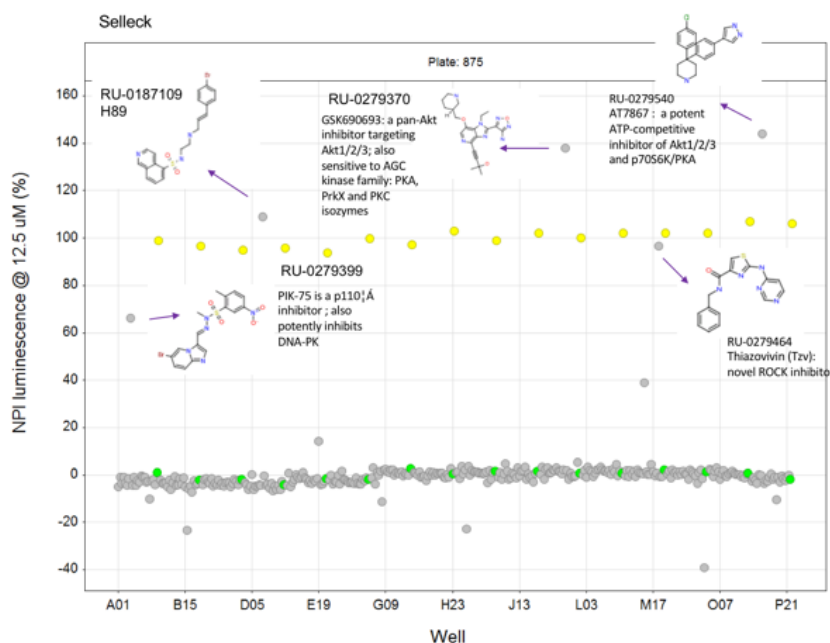 Selleck
Plate: 875
RU-0187109
H89
RU-0279370
GSK690693: a pan-Akt
inhibitor targeting
Akt1/2/3; also
sensitive to AGC
kinase family: PKA,
PrkX and PKC
isozymes
RU-0279540
AT7867 : a potent
ATP-competitive
inhibitor of Akt1/2/3
and p70S6K/PKA
RU-0279399
PIK-75 is a p110¦Á
inhibitor ; also
potently inhibits
DNA-PK
RU-0279464
Thiazovivin (Tzv):
novel ROCK inhibito
NPI luminescence @ 12.5 uM (%)
160
140
120
100
80
60
40
20
0
-20
-40
A01 B15 D05 E19 G09 H23 J13 L03 M17 O07 P21
Well